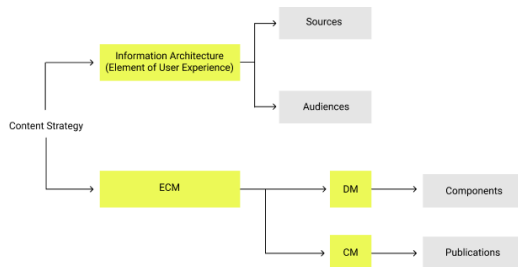 Sources
Information Architecture
(Element of User Experience)
Audiences
Content Strategy
ECM
DM
Components
CM
Publications